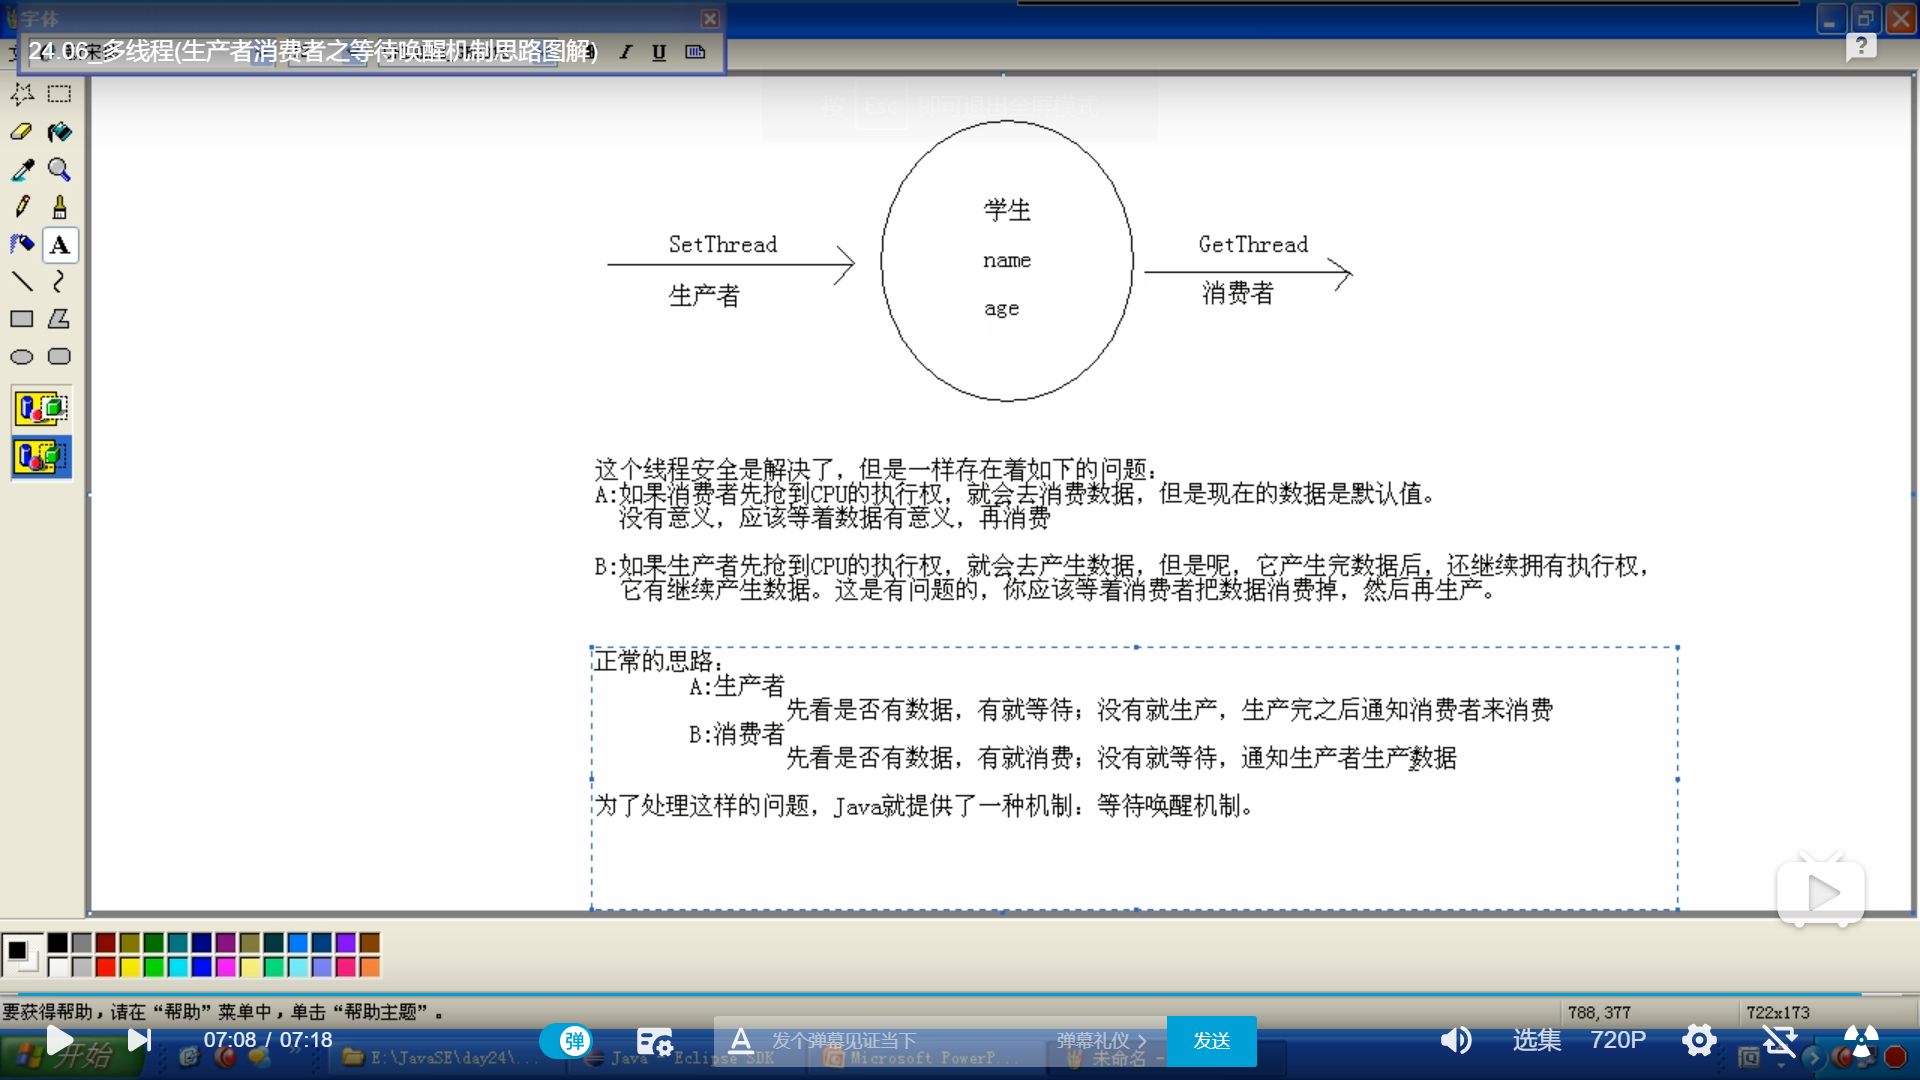 字体
24.06_多线程(生产者消费者之等待唤醒机制思路图解)
按 Esc 即可退出全屏模式
学生
name
age
SetThread
生产者
GetThread
消费者
这个线程安全是解决了，但是一样存在着如下的问题：
A:如果消费者先抢到CPU的执行权，就会去消费数据，但是现在的数据是默认值。
没有意义，应该等着数据有意义，再消费
B:如果生产者先抢到CPU的执行权，就会去产生数据，但是呢，它产生完数据后，还继续拥有执行权，
它有继续产生数据。这是有问题的，你应该等着消费者把数据消费掉，然后再生产。
正常的思路：
A:生产者
先看是否有数据，有就等待；没有就生产，生产完之后通知消费者来消费
B:消费者
先看是否有数据，有就消费；没有就等待，通知生产者生产数据
为了处理这样的问题，Java就提供了一种机制：等待唤醒机制。
要获得帮助，请在“帮助”菜单中，单击“帮助主题”。
788,377
722x173
07:08 / 07:18
弹
发个弹幕见证当下
弹幕礼仪
发送
选集
720P
开始
E:\JavaSE\day24\...
Java - Eclipse SDK
Microsoft PowerP...
未命名 -